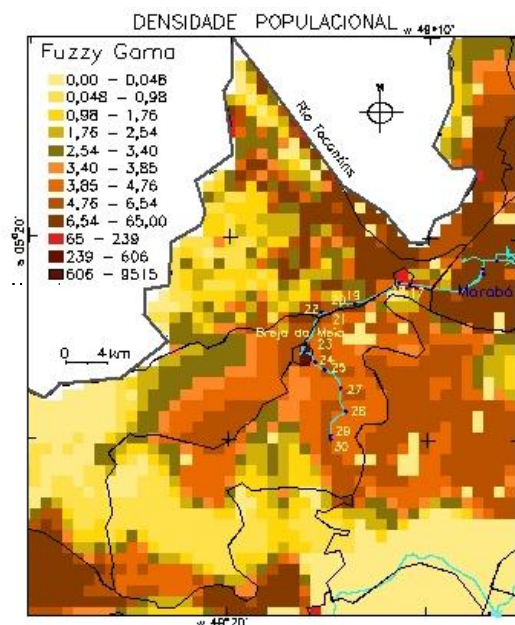 DENSIDADE POPULACIONAL
w 49°10'
Fuzzy Gama
0,00 - 0,048
0,048 - 0,98
0,98 - 1,76
1,76 - 2,54
2,54 - 3,40
3,40 - 3,85
3,85 - 4,76
4,76 - 6,54
6,54 - 65,00
65 - 239
239 - 606
606 - 9515
N
Rio Tocantins
s 05°20'
0 4 km
Marabá
17
19
20
22
21
Brejo do Meio
23
24
25
27
28
29
30
w 49°20'